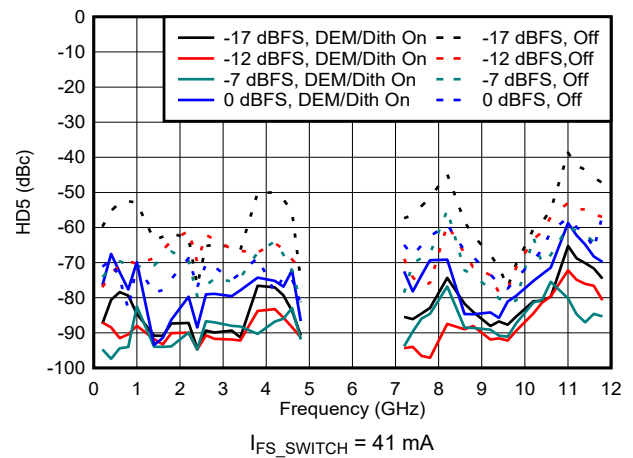 0
-10
-20
-30
-40
-50
-60
-70
-80
-90
-100
HD5 (dBc)
-17 dBFS, DEM/Dith On
-12 dBFS, DEM/Dith On
-7 dBFS, DEM/Dith On
0 dBFS, DEM/Dith On
-17 dBFS, Off
-12 dBFS,Off
-7 dBFS, Off
0 dBFS, Off
0 1 2 3 4 5 6 7 8 9 10 11 12
Frequency (GHz)
IFS_SWITCH = 41 mA